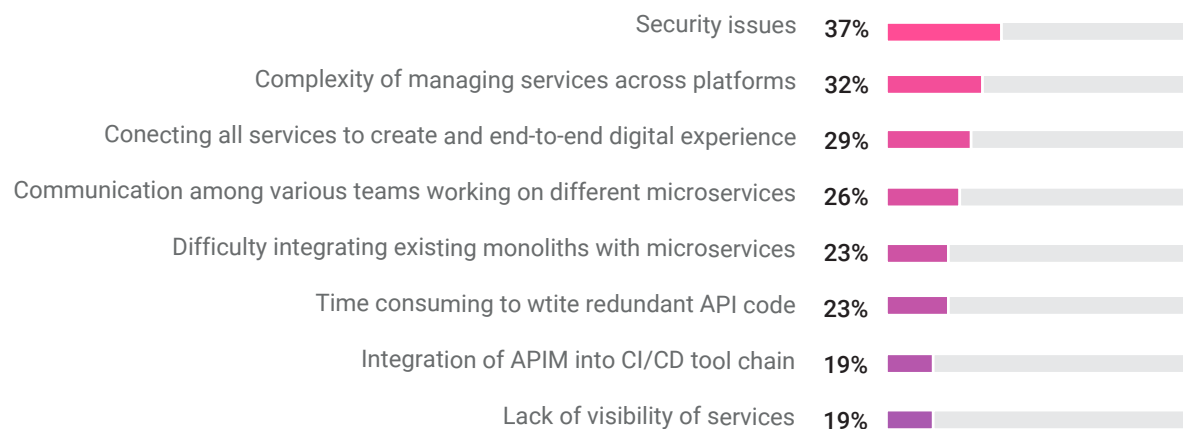 Security issues 37%
Complexity of managing services across platforms 32%
Conecting all services to create and end-to-end digital experience 29%
Communication among various teams working on different microservices 26%
Difficulty integrating existing monoliths with microservices 23%
Time consuming to wtite redundant API code 23%
Integration of APIM into CI/CD tool chain 19%
Lack of visibility of services 19%